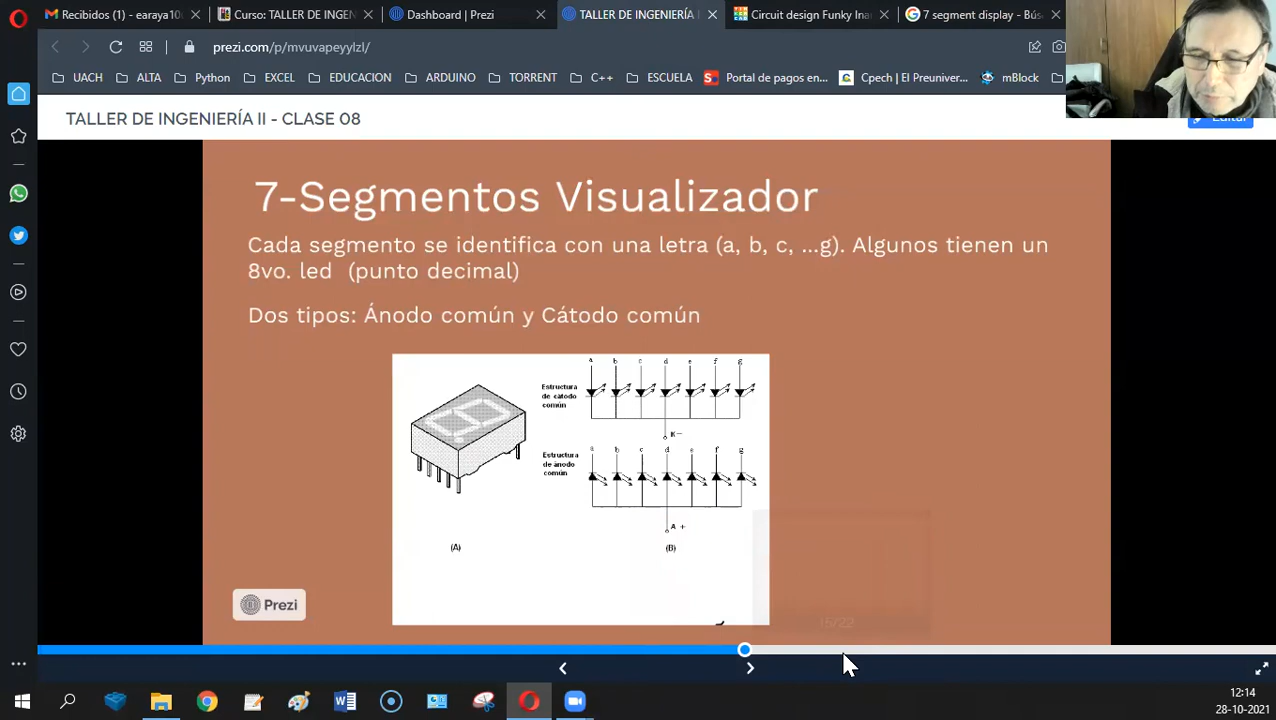 Recibidos (1) - earaya10
Curso: TALLER DE INGEN
Dashboard | Prezi
TALLER DE INGENIERÍA
Circuit design Funky Ina
7 segment display - Bús
prezi.com/p/mvuvapeyylzl/
UACH
ALTA
Python
EXCEL
EDUCACION
ARDUINO
TORRENT
C++
ESCUELA
Portal de pagos en...
Cpech | El Preuniver...
mBlock
TALLER DE INGENIERÍA II - CLASE 08
Editar
7-Segmentos Visualizador
Cada segmento se identifica con una letra (a, b, c, ...g). Algunos tienen un
8vo. led (punto decimal)
Dos tipos: Ánodo común y Cátodo común
a b c d e f g
Estructura
de cátodo
común
K-
a b c d e f g
Estructura
de ánodo
común
A +
(A)
(B)
Prezi
15/22
12:14
28-10-2021